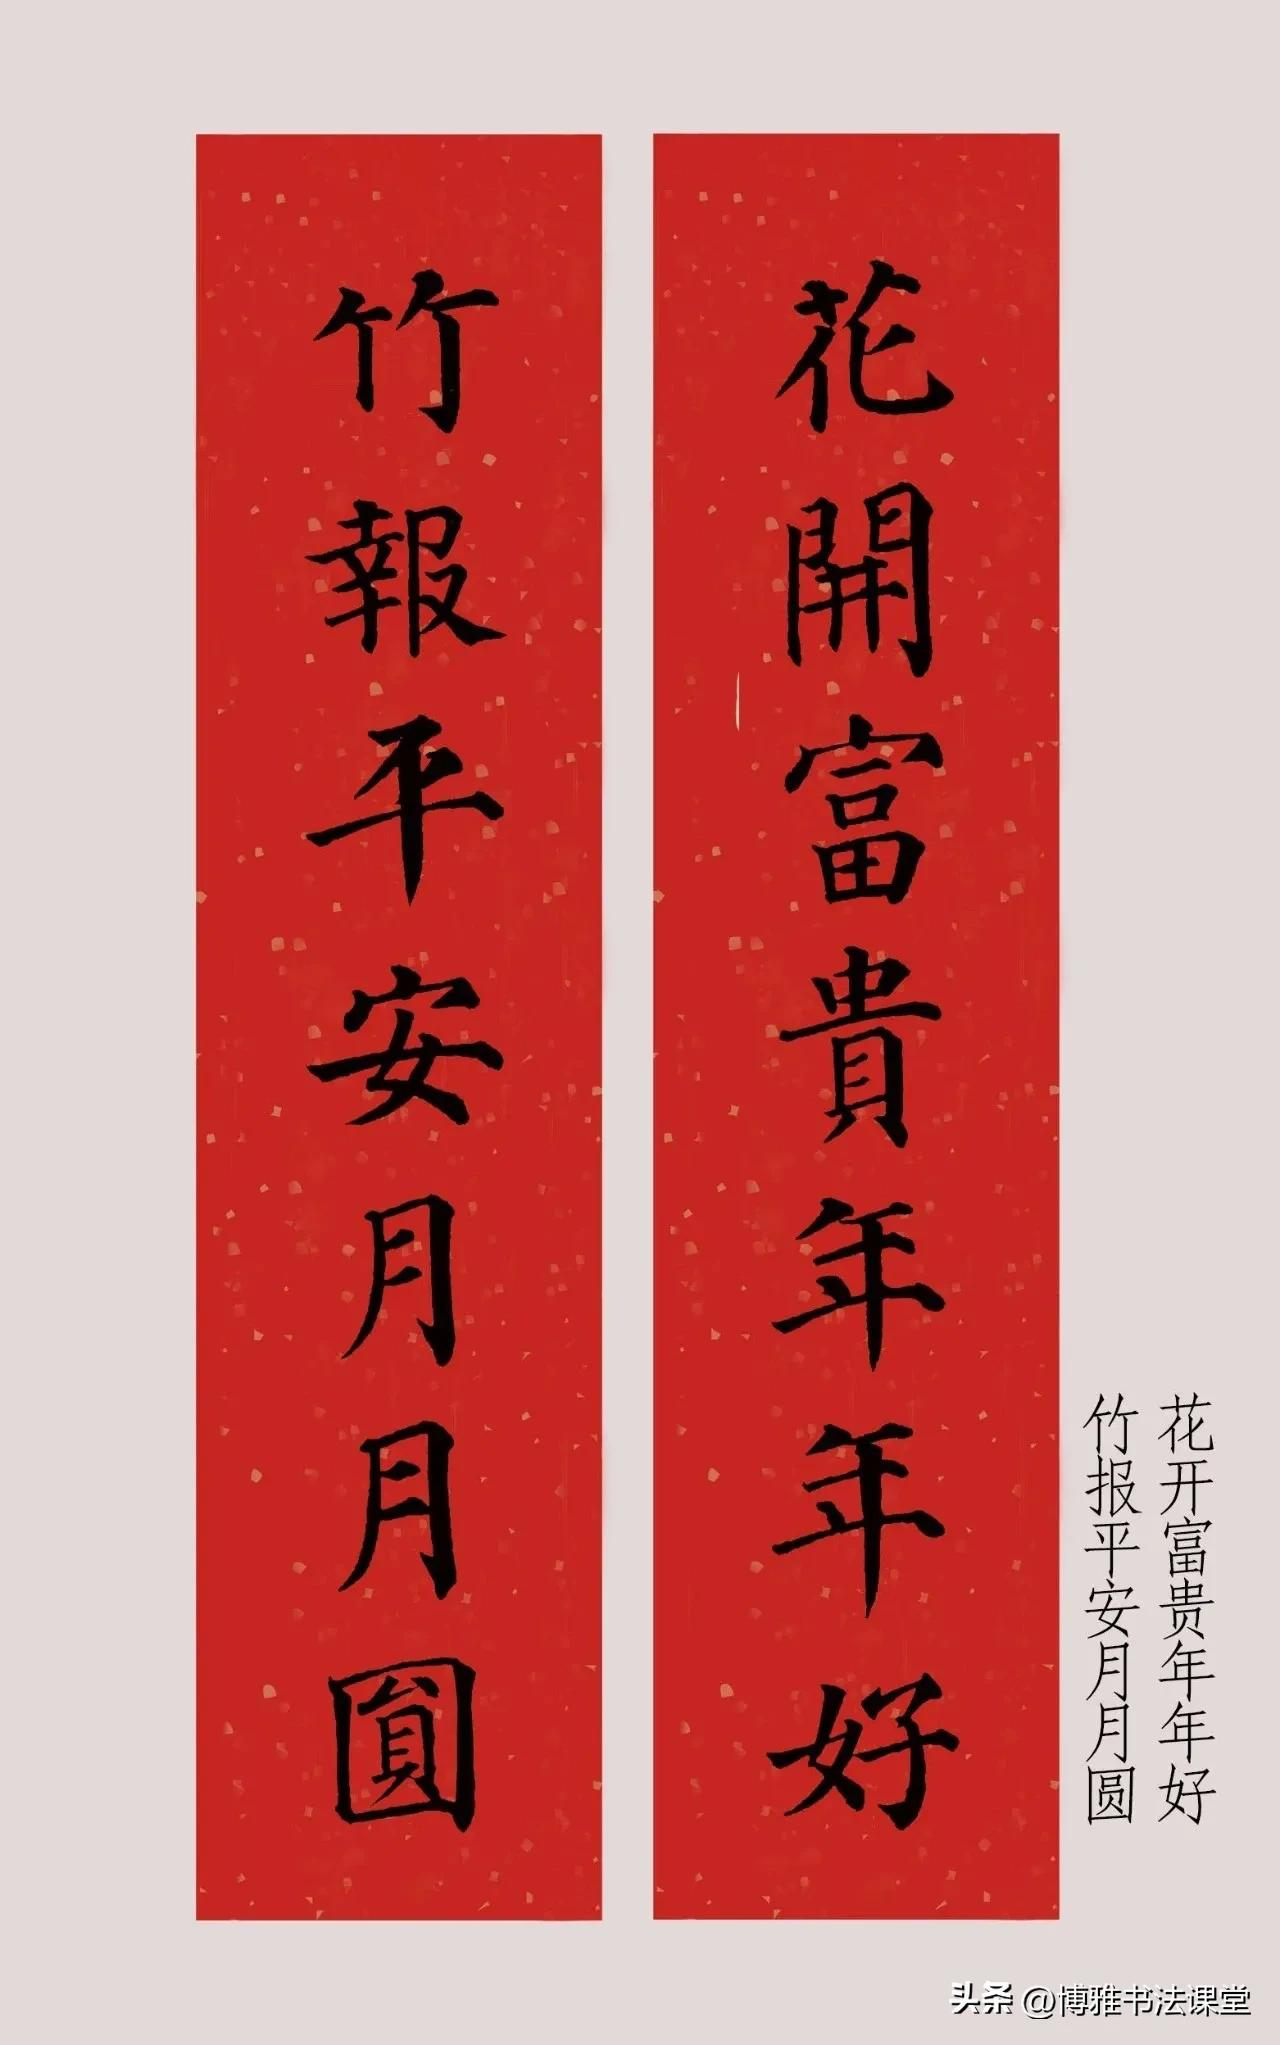 花開富貴年年好
竹報平安月月圓
花开富贵年年好
竹报平安月月圆
头条 @博雅书法课堂